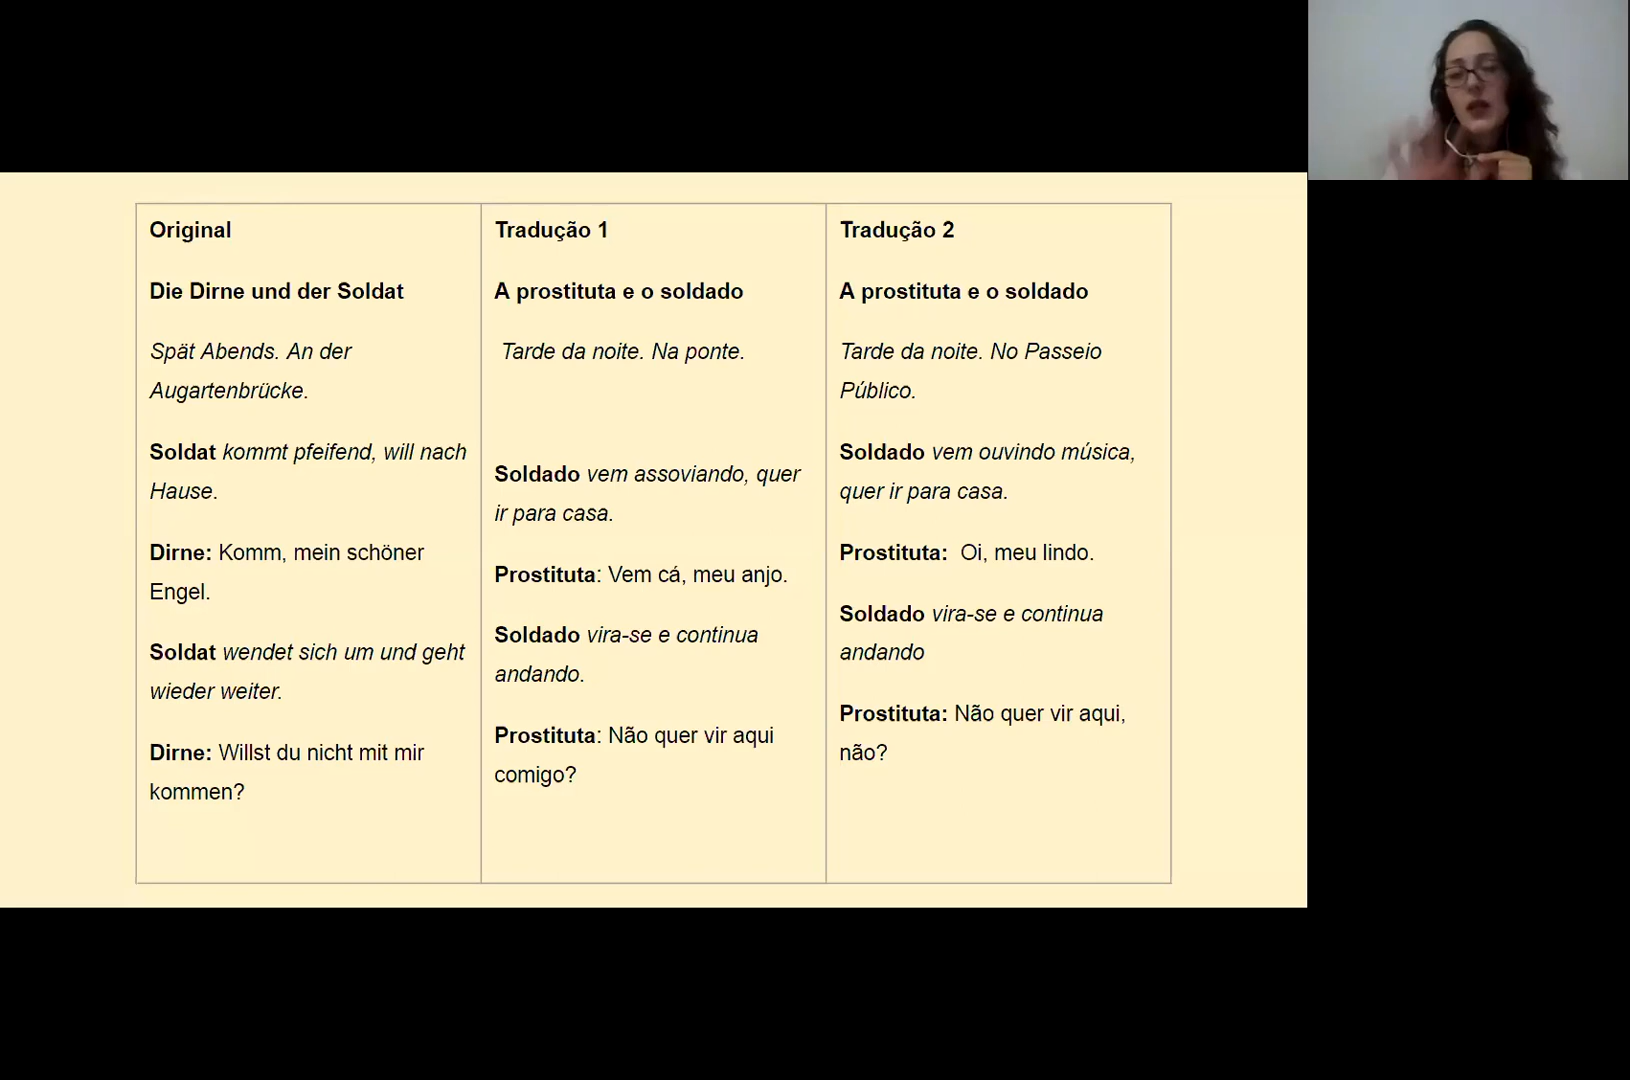 Original
Die Dirne und der Soldat
Spät Abends. An der
Augartenbrücke.
Soldat kommt pfeifend, will nach
Hause.
Dirne: Komm, mein schöner
Engel.
Soldat wendet sich um und geht
wieder weiter.
Dirne: Willst du nicht mit mir
kommen?
Tradução 1
A prostituta e o soldado
Tarde da noite. Na ponte.
Soldado vem assoviando, quer
ir para casa.
Prostituta: Vem cá, meu anjo.
Soldado vira-se e continua
andando.
Prostituta: Não quer vir aqui
comigo?
Tradução 2
A prostituta e o soldado
Tarde da noite. No Passeio
Público.
Soldado vem ouvindo música,
quer ir para casa.
Prostituta: Oi, meu lindo.
Soldado vira-se e continua
andando
Prostituta: Não quer vir aqui,
não?